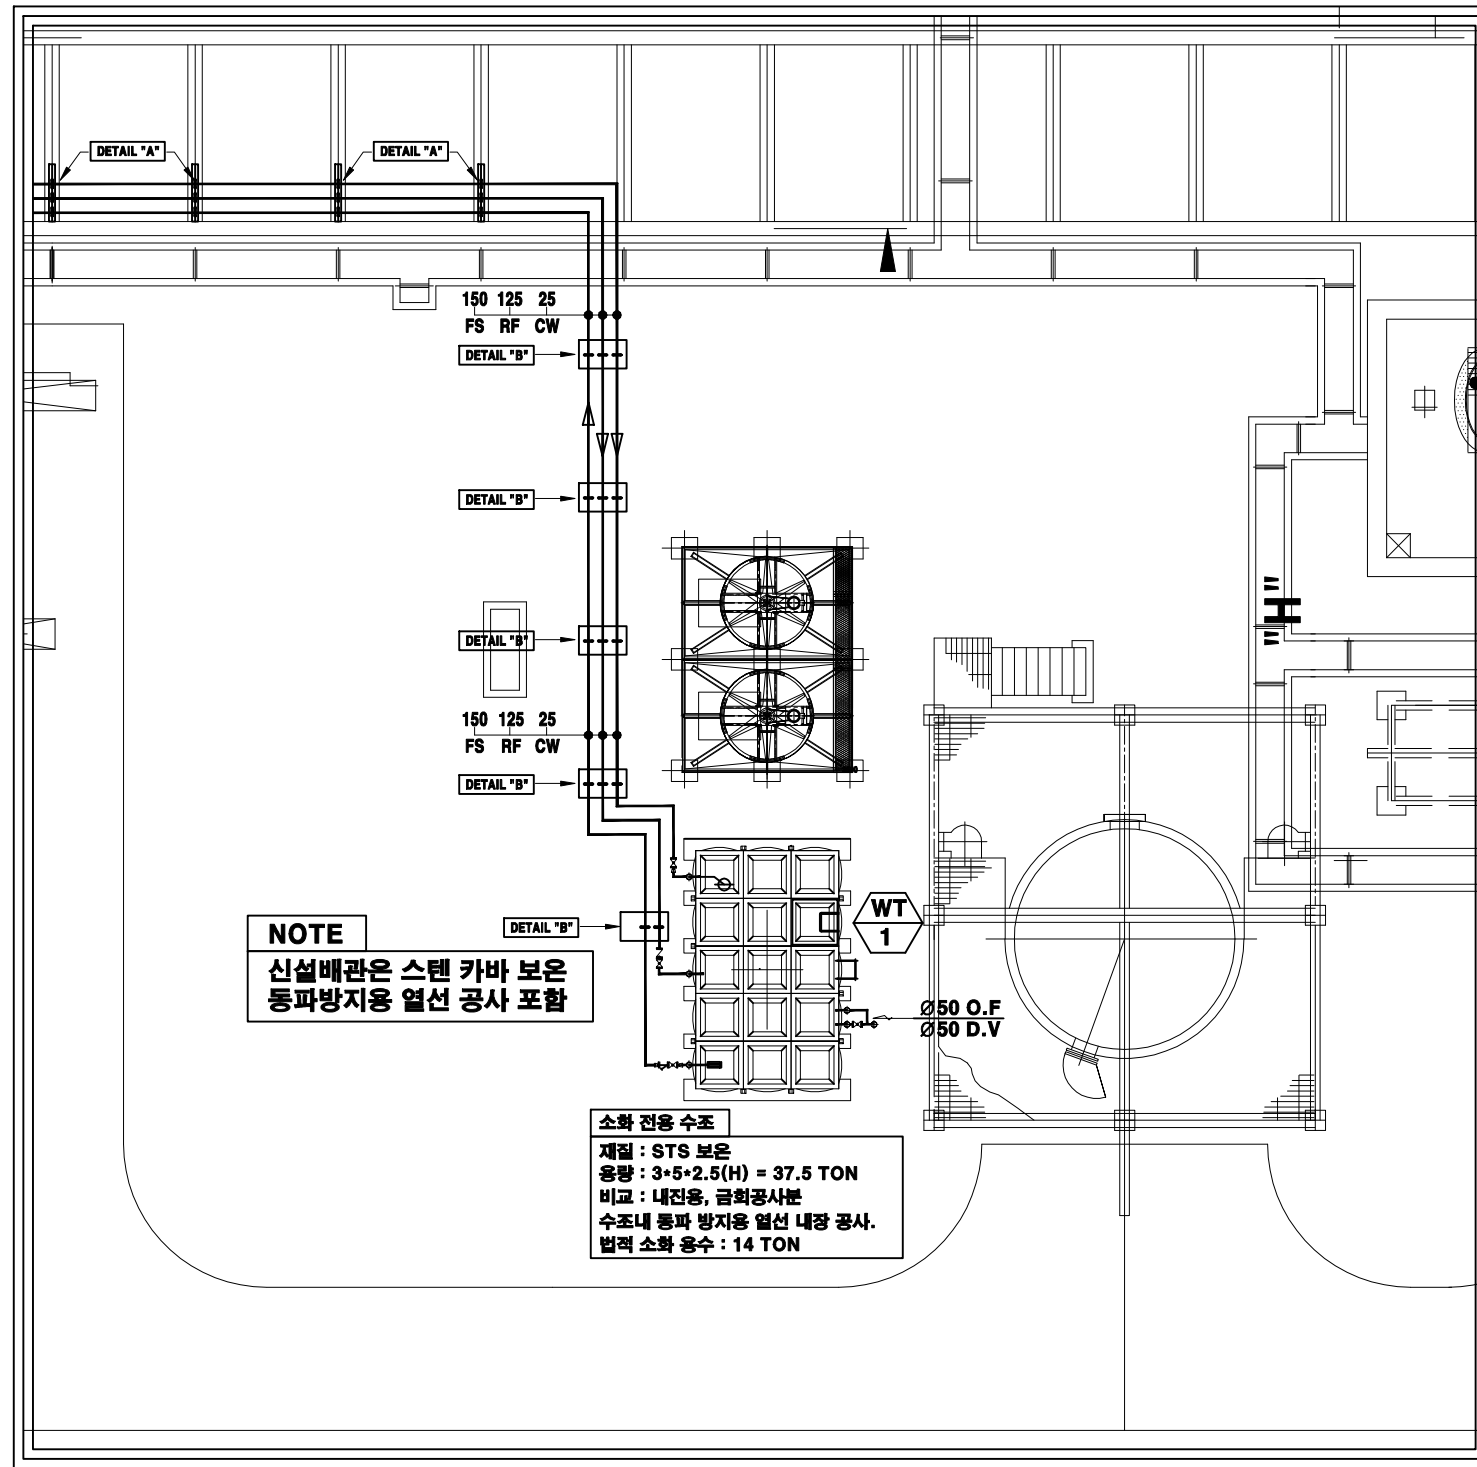 DETAIL "A"
DETAIL "A"
150 125 25
FS RF CW
DETAIL "B"
DETAIL "B"
"H"
DETAIL "B"
150 125 25
FS RF CW
DETAIL "B"
WT
1
DETAIL "B"
NOTE
신설배관은 스텐 카바 보온
동파방지용 열선 공사 포함
Ø50 O.F
Ø50 D.V
소화 전용 수조
재질 : STS 보온
용량 : 3*5*2.5(H) = 37.5 TON
비교 : 내진용, 금회공사분
수조내 동파 방지용 열선 내장 공사.
법적 소화 용수 : 14 TON